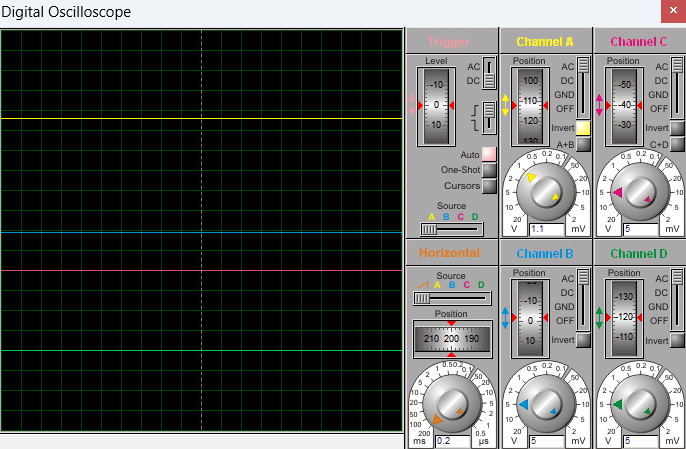 Digital Oscilloscope
Trigger
Level
-10
0
10
AC
DC
Auto
One-Shot
Cursors
Source
A B C D
Channel A
Position
100
110
120
130
AC
DC
GND
OFF
Invert
A+B
0.5 0.2 0.1
1 50
2 20
5 10
10 5
20 2
V 1.1 mV
Channel C
Position
-50
-40
-30
AC
DC
GND
OFF
Invert
C+D
0.5 0.2 0.1
1 50
2 20
5 10
10 5
20 2
V 5 mV
Horizontal
Source
A B C D
Position
210 200 190
1 0.5 0.2
2 0.1
5 50
10 20
20 10
50 5
100 2
200 1
0.5
ms 0.2 µs
Channel B
Position
-10
0
10
AC
DC
GND
OFF
Invert
0.5 0.2 0.1
1 50
2 20
5 10
10 5
20 2
V 5 mV
Channel D
Position
-130
-120
-110
AC
DC
GND
OFF
Invert
0.5 0.2 0.1
1 50
2 20
5 10
10 5
20 2
V 5 mV